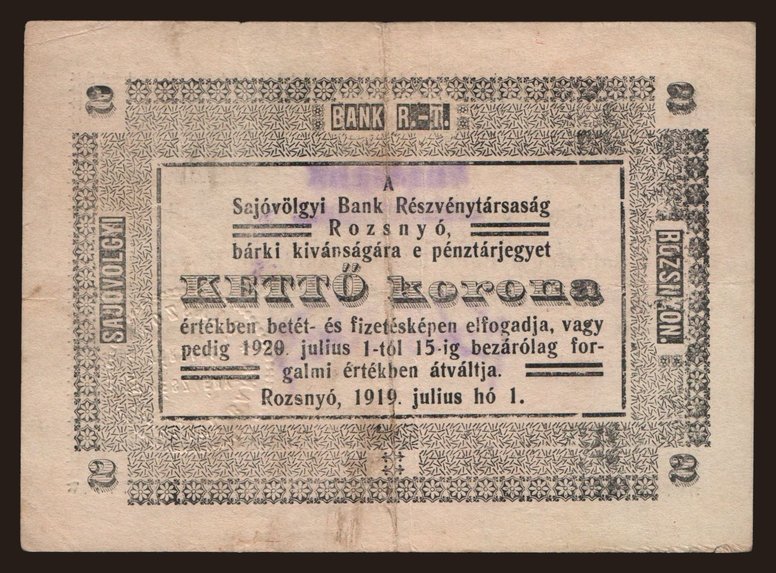 2
2
BANK R.-T.
SAJÓVÖLGYI
ROZSNYÓN.
A
Sajóvölgyi Bank Részvénytársaság
Rozsnyó,
bárki kivánságára e pénztárjegyet
KETTŐ korona
értékben betét- és fizetésképen elfogadja, vagy
pedig 1920. julius 1-től 15-ig bezárólag for-
galmi értékben átváltja.
Rozsnyó, 1919. julius hó 1.
2
2